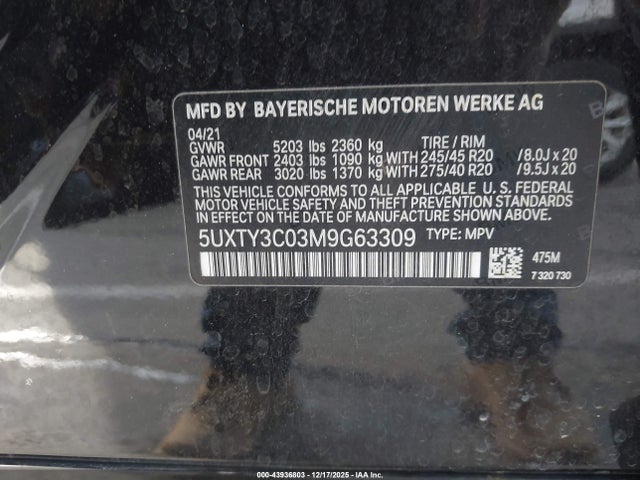 MFD BY BAYERISCHE MOTOREN WERKE AG
04/21
GVWR 5203 lbs 2360 kg TIRE / RIM
GAWR FRONT 2403 lbs 1090 kg WITH 245/45 R20 /8.0J x 20
GAWR REAR 3020 lbs 1370 kg WITH 275/40 R20 /9.5J x 20
THIS VEHICLE CONFORMS TO ALL APPLICABLE U. S. FEDERAL
MOTOR VEHICLE SAFETY AND THEFT PREVENTION STANDARDS
IN EFFECT ON THE DATE OF MANUFACTURE SHOWN ABOVE.
5UXTY3C03M9G63309 TYPE: MPV
475M
7 320 730
000-43936803 - 12/17/2025 - IAA Inc.